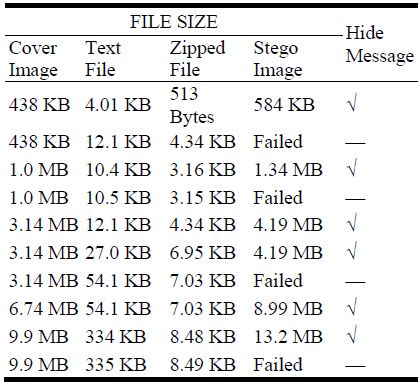 FILE SIZE Hide Message
Cover Image Text File Zipped File Stego Image
438 KB 4.01 KB 513 Bytes 584 KB √
438 KB 12.1 KB 4.34 KB Failed —
1.0 MB 10.4 KB 3.16 KB 1.34 MB √
1.0 MB 10.5 KB 3.15 KB Failed —
3.14 MB 12.1 KB 4.34 KB 4.19 MB √
3.14 MB 27.0 KB 6.95 KB 4.19 MB √
3.14 MB 54.1 KB 7.03 KB Failed —
6.74 MB 54.1 KB 7.03 KB 8.99 MB √
9.9 MB 334 KB 8.48 KB 13.2 MB √
9.9 MB 335 KB 8.49 KB Failed —